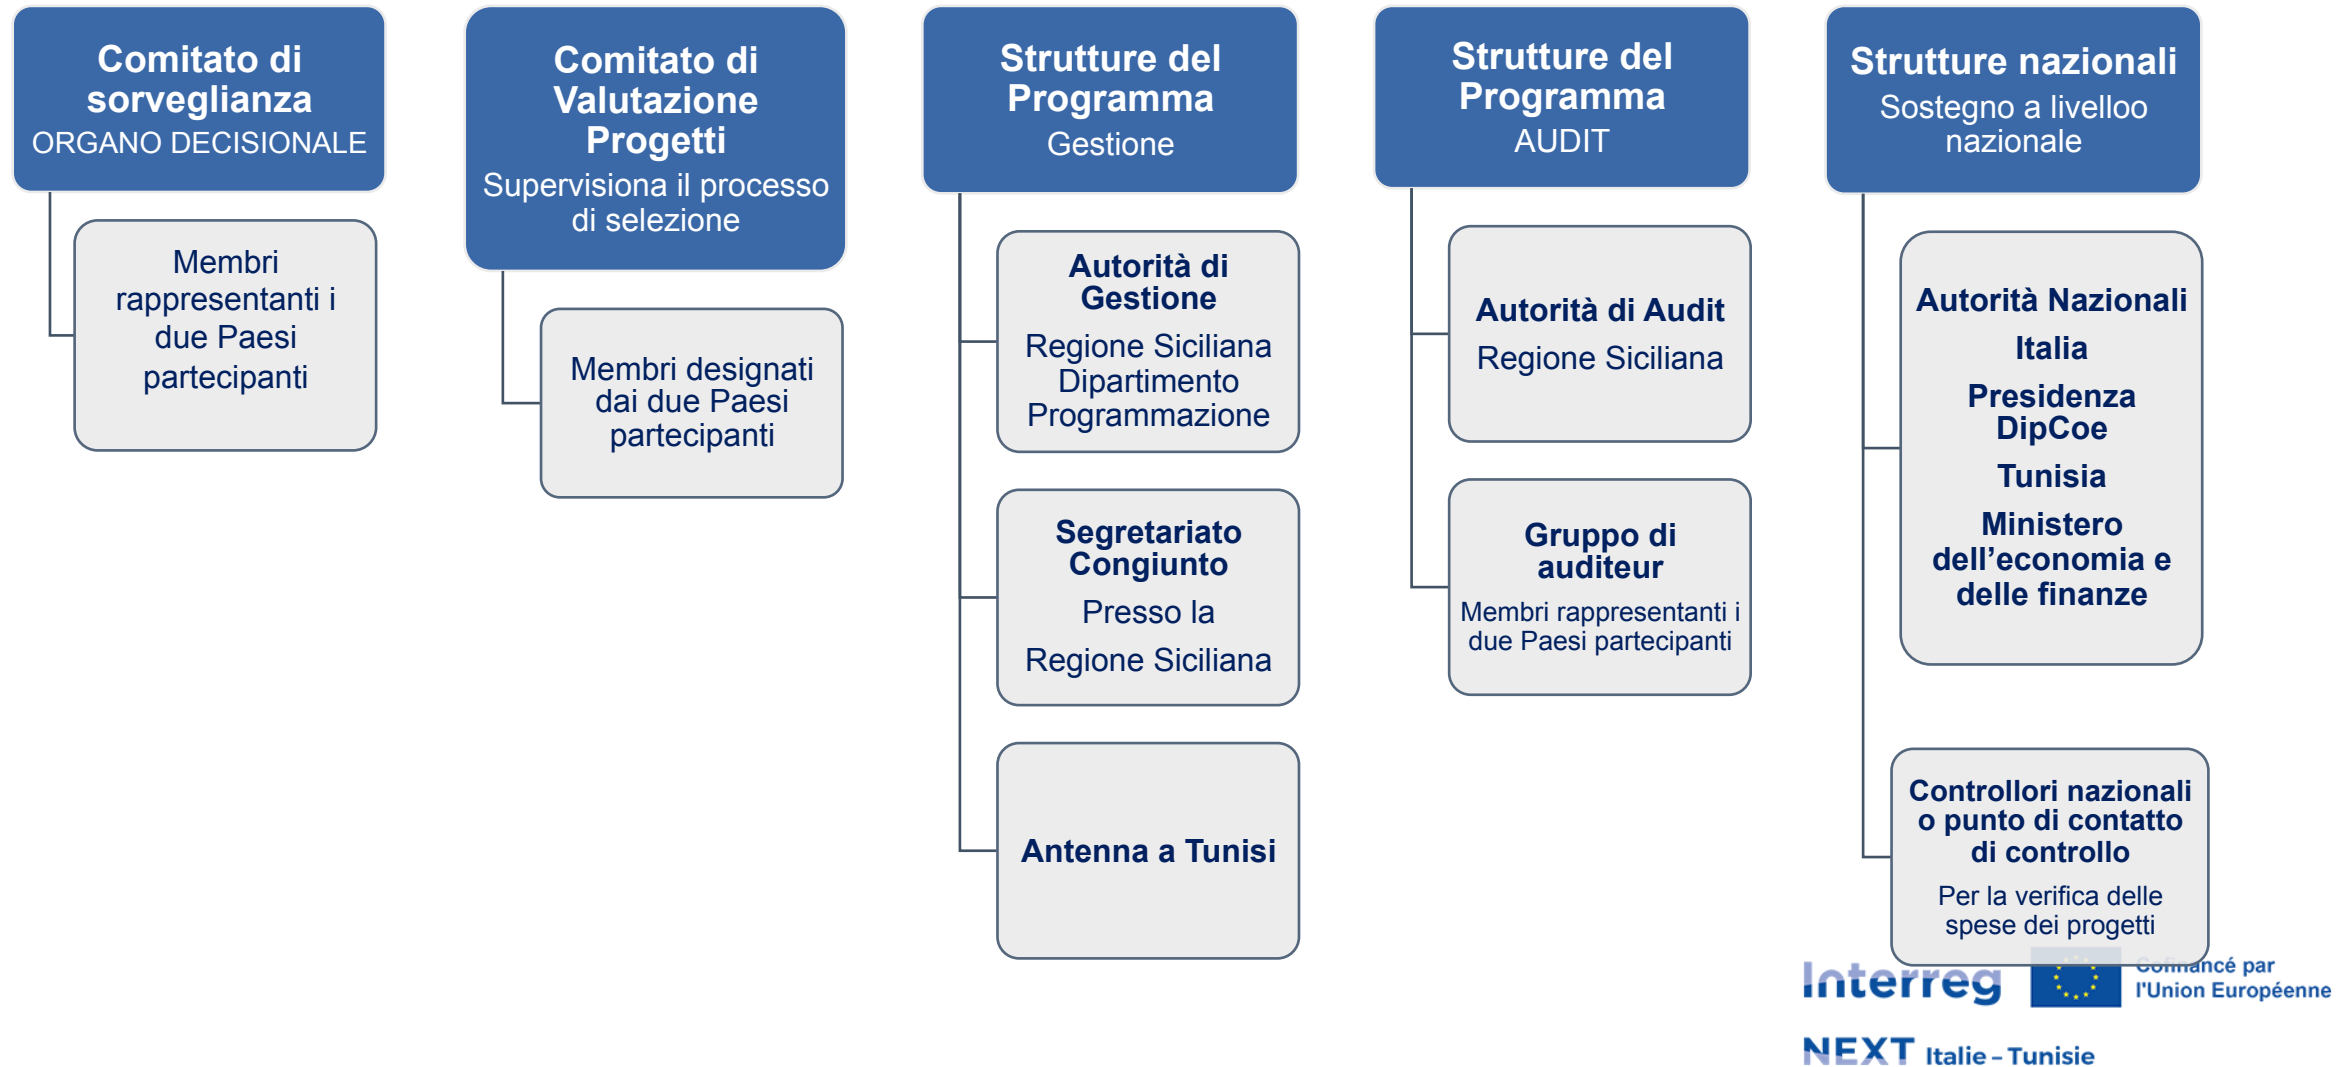 Comitato di
sorveglianza
ORGANO DECISIONALE
Membri
rappresentanti i
due Paesi
partecipanti
Comitato di
Valutazione
Progetti
Supervisiona il processo
di selezione
Membri designati
dai due Paesi
partecipanti
Strutture del
Programma
Gestione
Autorità di
Gestione
Regione Siciliana
Dipartimento
Programmazione
Segretariato
Congiunto
Presso la
Regione Siciliana
Antenna a Tunisi
Strutture del
Programma
AUDIT
Autorità di Audit
Regione Siciliana
Gruppo di
auditeur
Membri rappresentanti i
due Paesi partecipanti
Strutture nazionali
Sostegno a livelloo
nazionale
Autorità Nazionali
Italia
Presidenza
DipCoe
Tunisia
Ministero
dell’economia e
delle finanze
Controllori nazionali
o punto di contatto
di controllo
Per la verifica delle
spese dei progetti
Interreg
Cofinancé par
l'Union Européenne
NEXT Italie – Tunisie